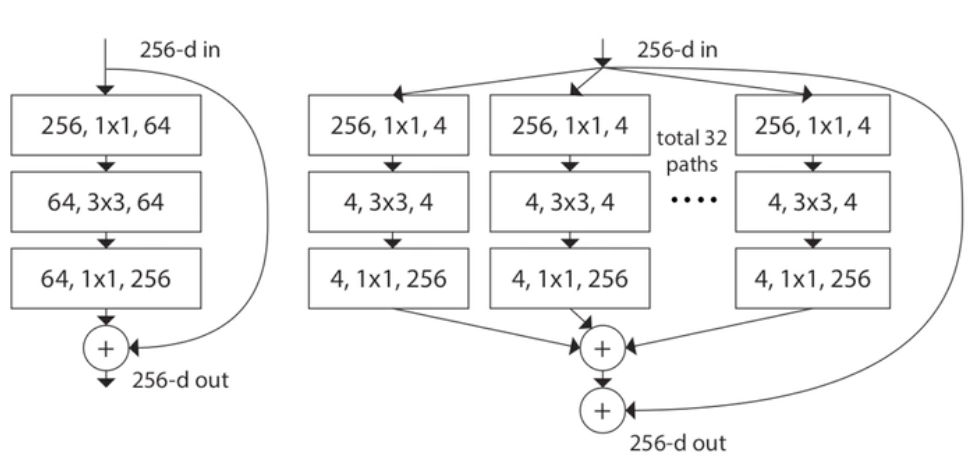 256-d in
256, 1x1, 64
64, 3x3, 64
64, 1x1, 256
+
256-d out
256-d in
256, 1x1, 4
256, 1x1, 4
total 32
paths
256, 1x1, 4
4, 3x3, 4
4, 3x3, 4
....
4, 3x3, 4
4, 1x1, 256
4, 1x1, 256
4, 1x1, 256
+
+
256-d out